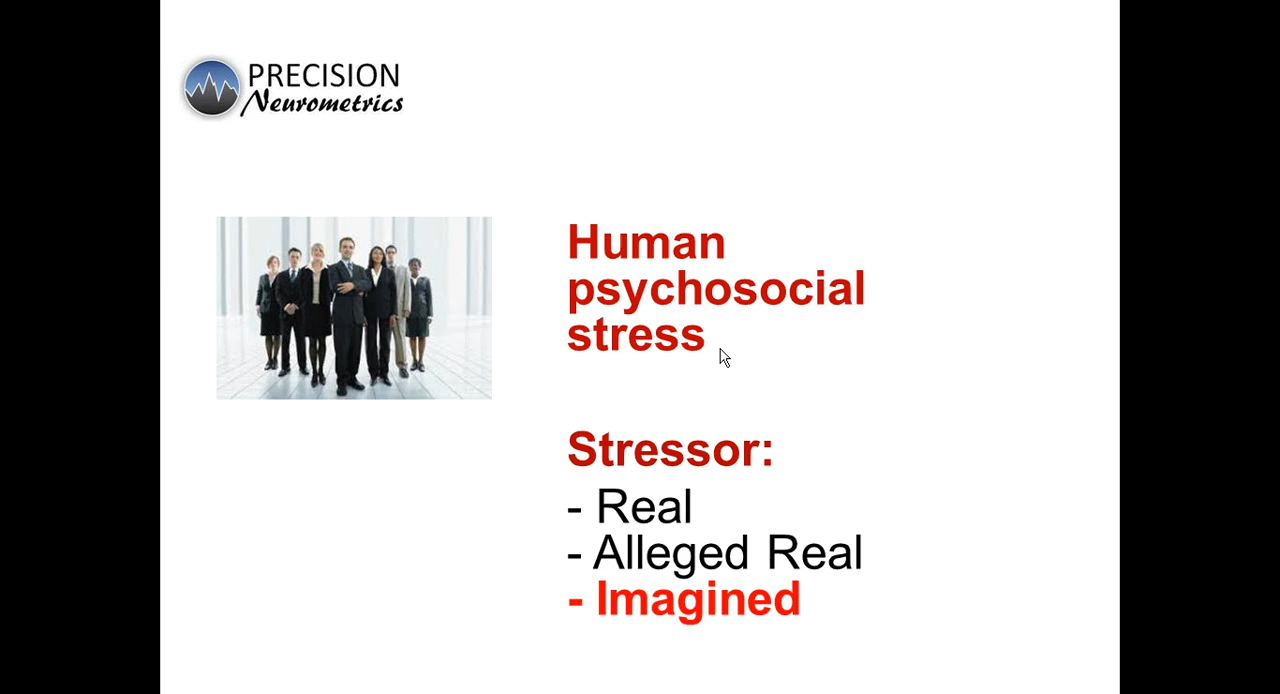 PRECISION
Neurometrics
Human
psychosocial
stress
Stressor:
- Real
- Alleged Real
- Imagined